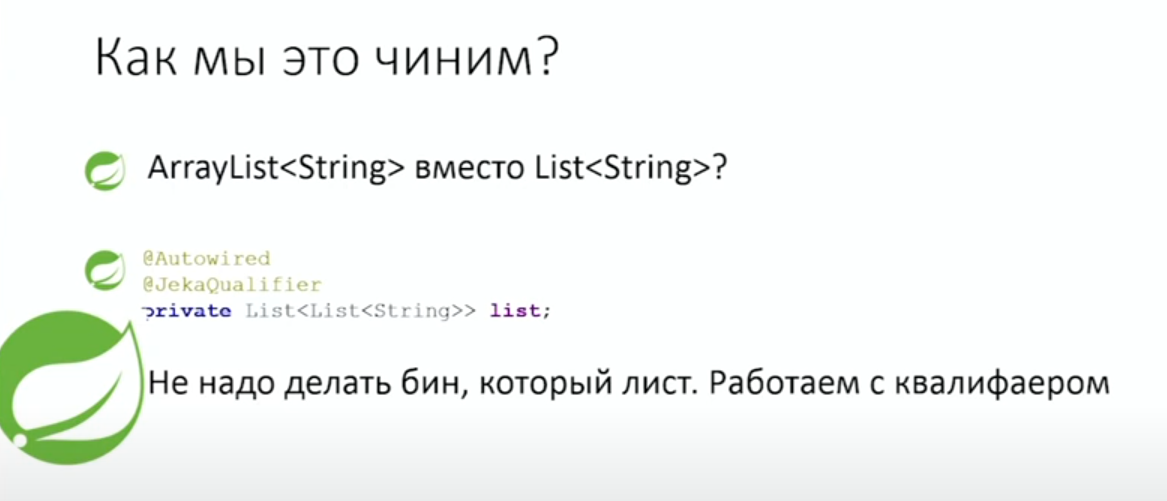 Как мы это чиним?
ArrayList<String> вместо List<String>?
@Autowired
@JekaQualifier
private List<List<String>> list;
Не надо делать бин, который лист. Работаем с квалифаером